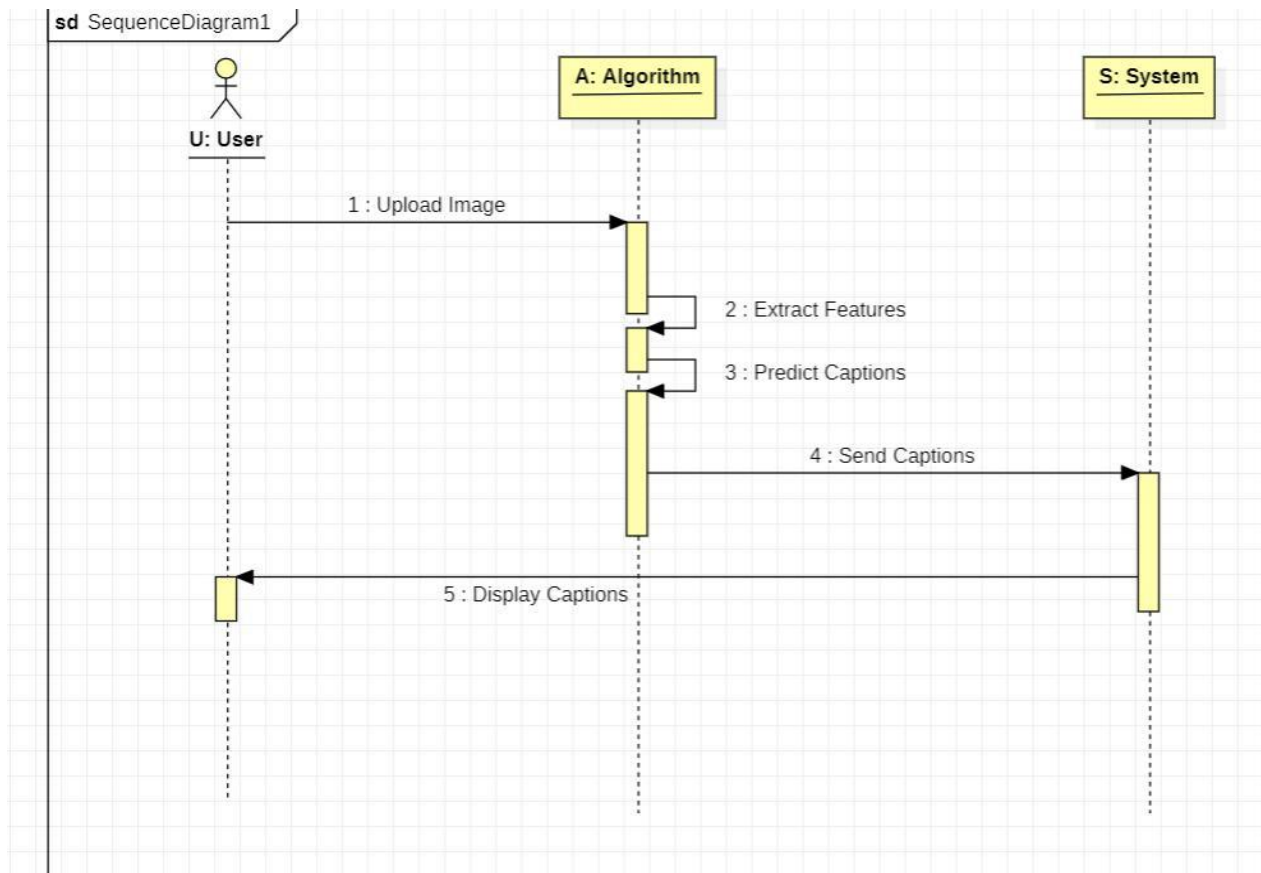 sd SequenceDiagram1
A: Algorithm
S: System
U: User
1 : Upload Image
2 : Extract Features
3 : Predict Captions
4 : Send Captions
5 : Display Captions